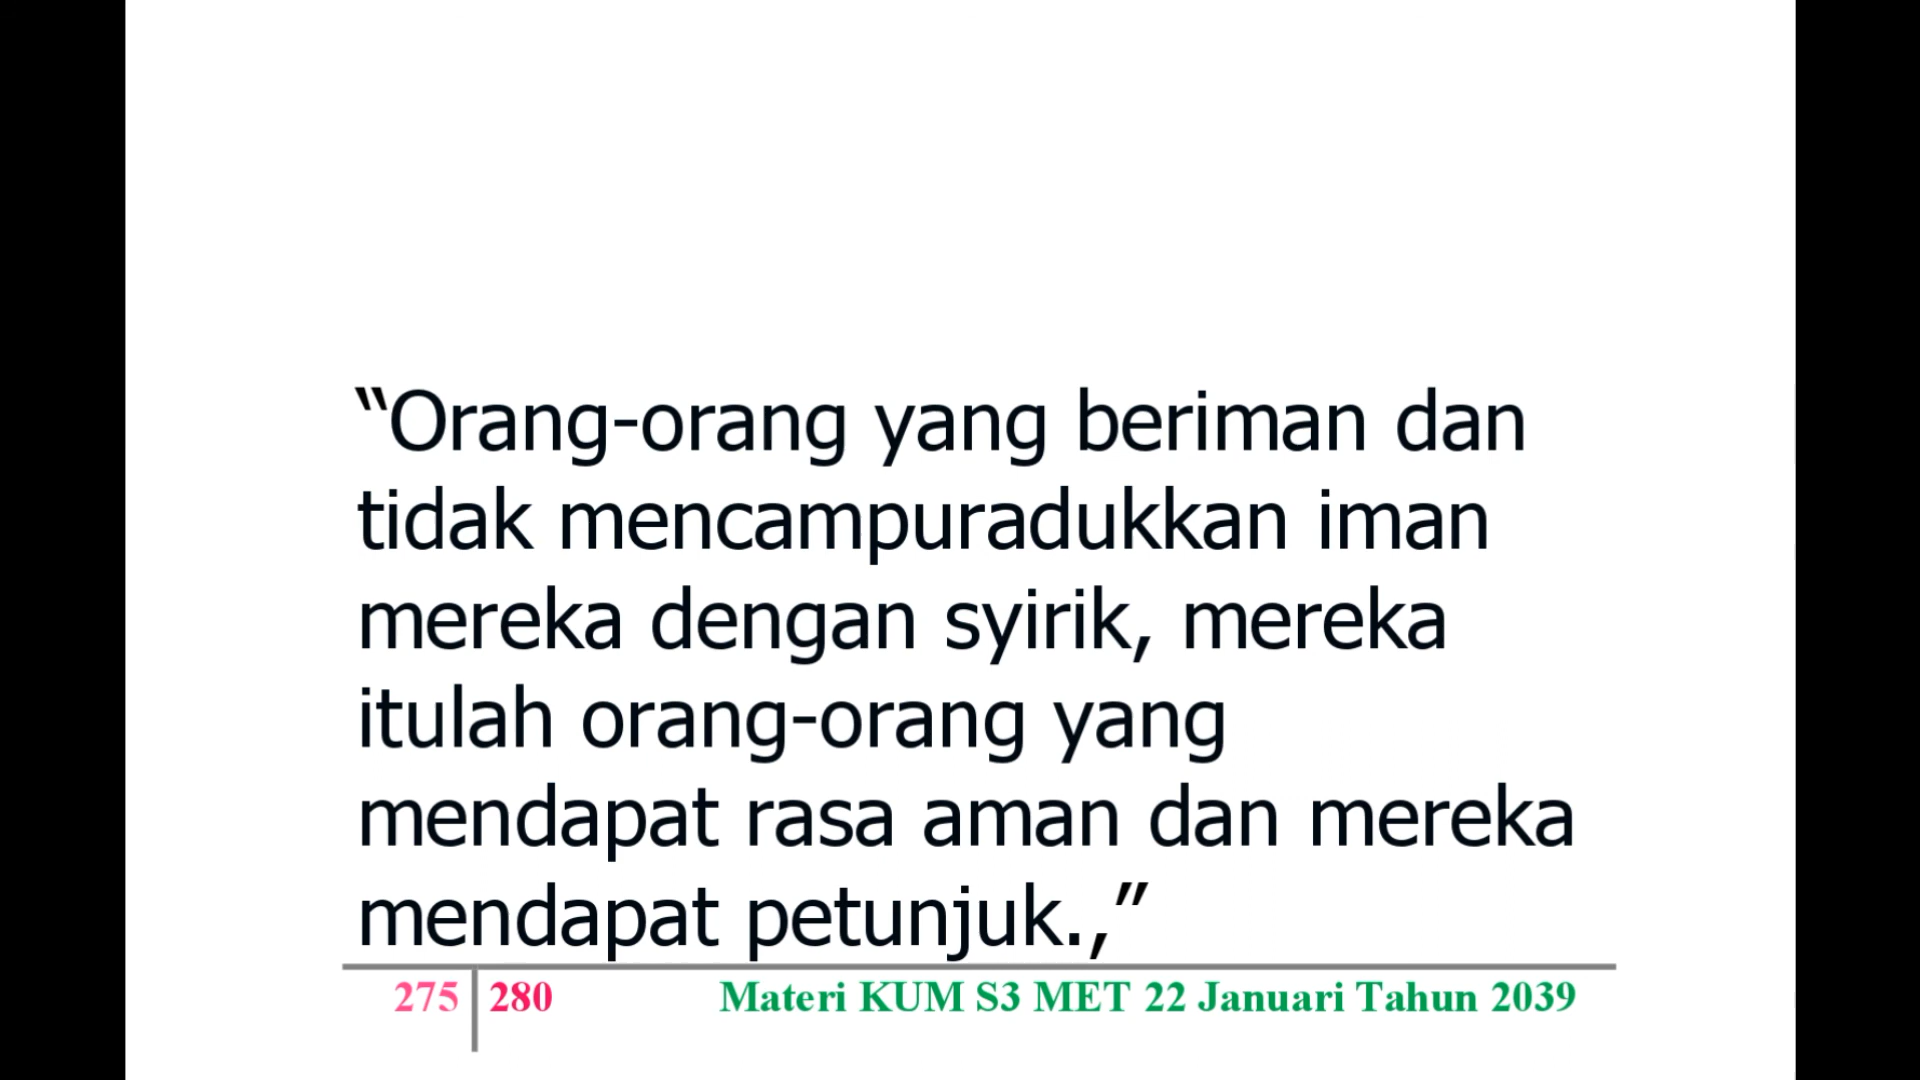 “Orang-orang yang beriman dan
tidak mencampuradukkan iman
mereka dengan syirik, mereka
itulah orang-orang yang
mendapat rasa aman dan mereka
mendapat petunjuk.,”
275 280 Materi KUM S3 MET 22 Januari Tahun 2039